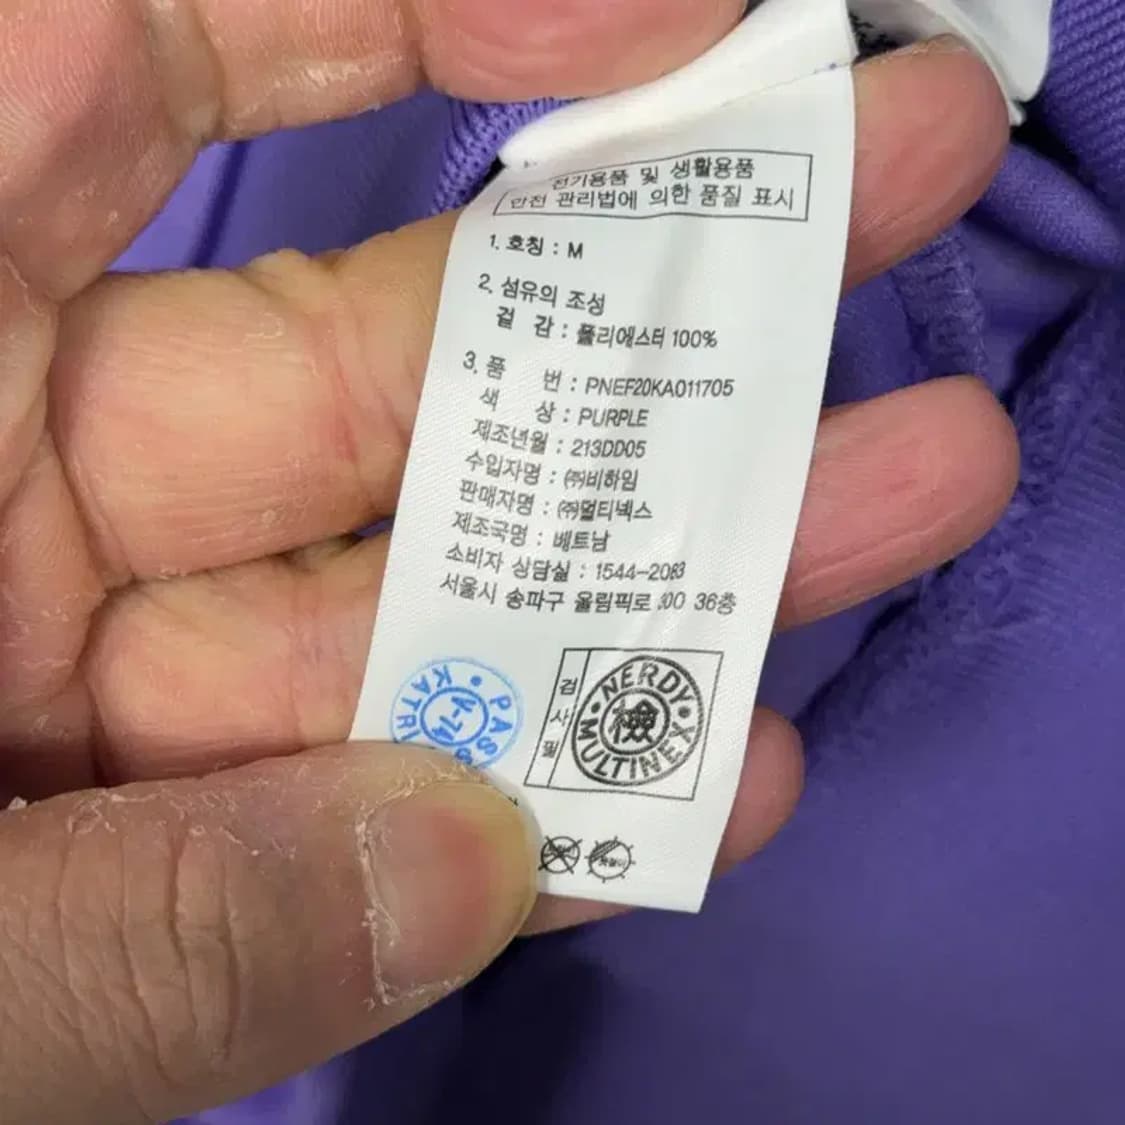 전기용품 및 생활용품
안전 관리법에 의한 품질 표시
1. 호칭 : M
2. 섬유의 조성
겉 감 : 폴리에스터 100%
3. 품 번 : PNEF20KA011705
색 상 : PURPLE
제조년월 : 213DD05
수입자명 : ㈜비하임
판매자명 : ㈜멀티넥스
제조국명 : 베트남
소비자 상담실 : 1544-2083
서울시 송파구 올림픽로 300 36층
KATRI • PASS
V-74
검사필
NERDY • MULTINEX •
檢